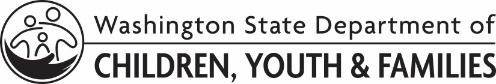 Washington State Department of
CHILDREN, YOUTH & FAMILIES